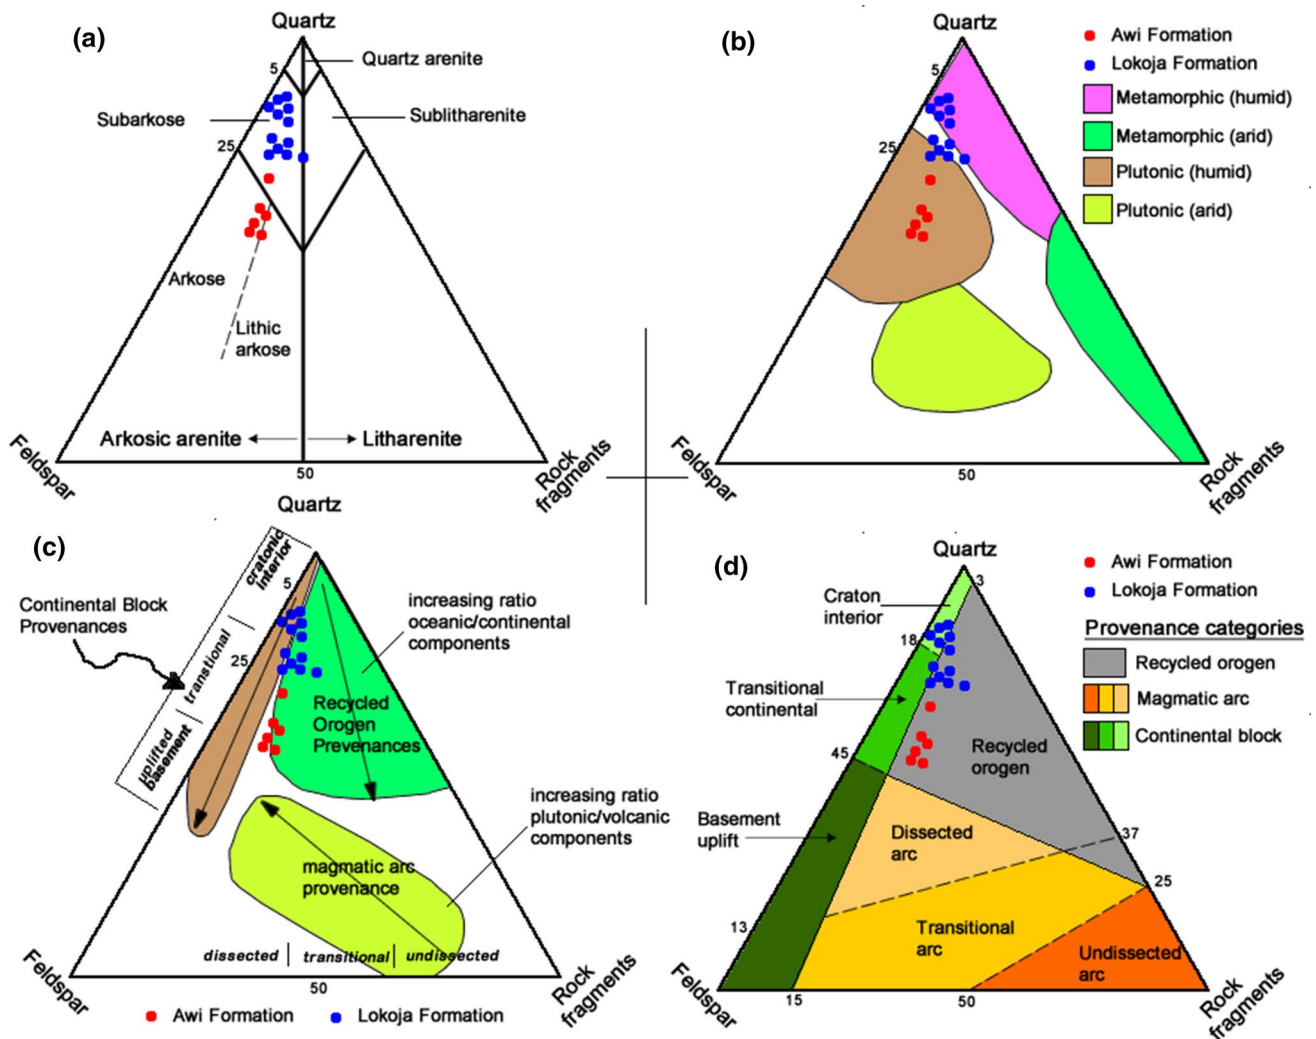 (a)
Quartz
5
Quartz arenite
Subarkose
Sublitharenite
25
Arkose
Lithic
arkose
Arkosic arenite
Litharenite
Feldspar
50
Rock
fragments
(b)
Quartz
5
25
Awi Formation
Lokoja Formation
Metamorphic (humid)
Metamorphic (arid)
Plutonic (humid)
Plutonic (arid)
Feldspar
50
Rock
fragments
(c)
Quartz
cratonic
interior
5
Continental Block
Provenances
transtional
25
uplifted
basement
increasing ratio
oceanic/continental
components
Recycled
Orogen
Prevenances
increasing ratio
plutonic/volcanic
components
magmatic arc
provenance
dissected
transitional
undissected
Feldspar
50
Rock
fragments
Awi Formation
Lokoja Formation
(d)
Quartz
3
Craton
interior
18
Transitional
continental
45
Basement
uplift
13
Recycled
orogen
Dissected
arc
37
25
Transitional
arc
Undissected
arc
Feldspar
15
50
Rock
fragments
Awi Formation
Lokoja Formation
Provenance categories
Recycled orogen
Magmatic arc
Continental block